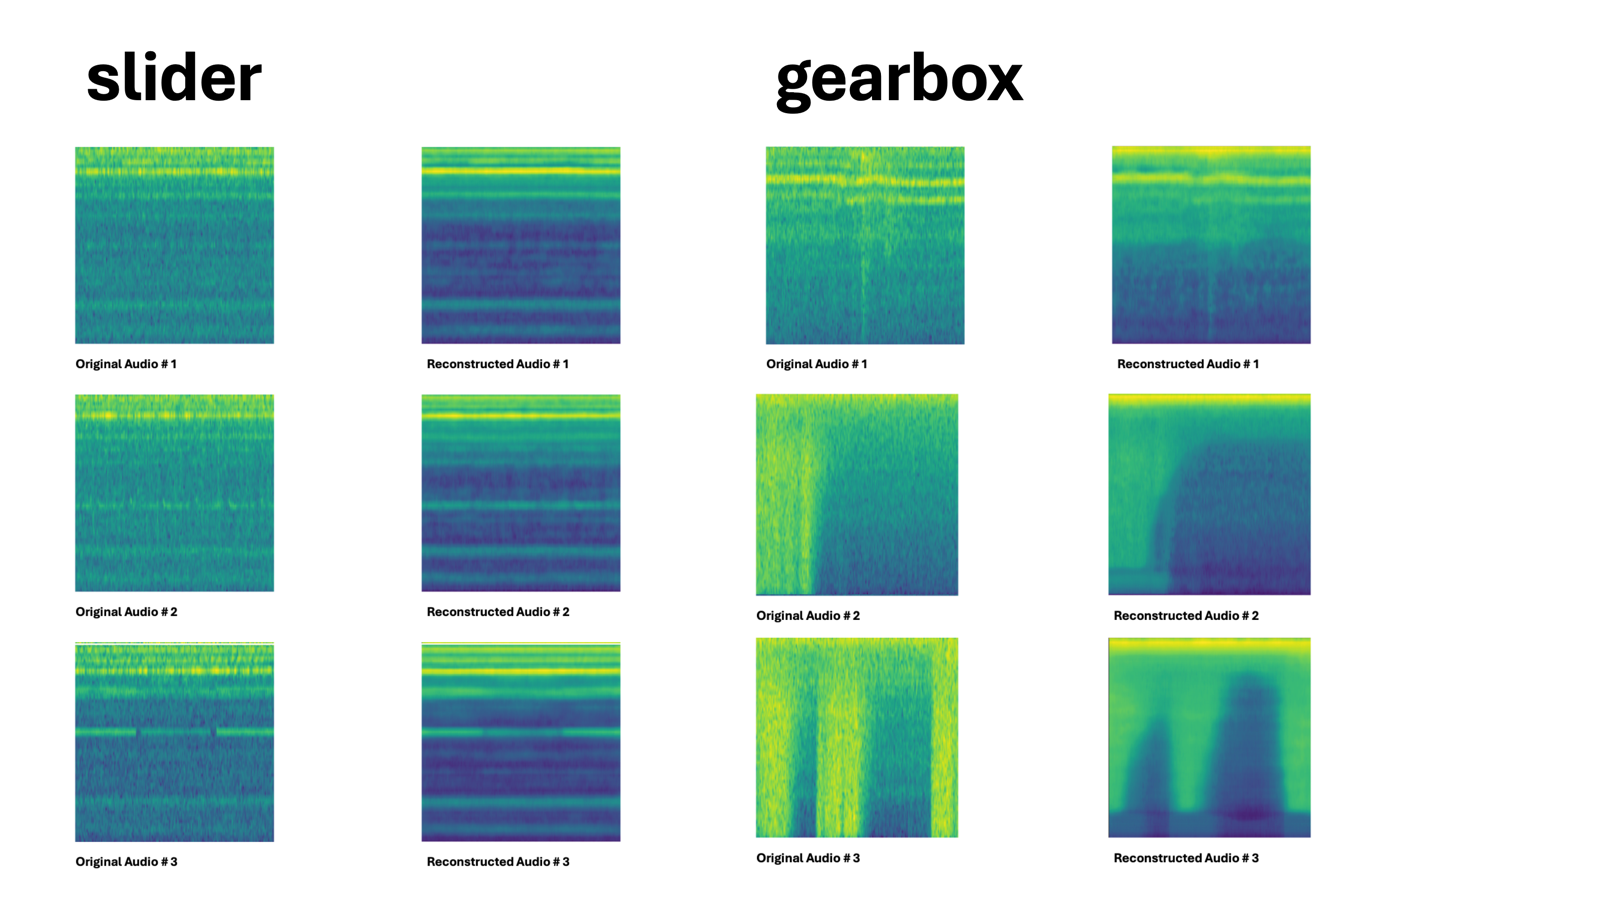 slider
gearbox
Original Audio # 1
Reconstructed Audio # 1
Original Audio # 1
Reconstructed Audio # 1
Original Audio # 2
Reconstructed Audio # 2
Original Audio # 2
Reconstructed Audio # 2
Original Audio # 3
Reconstructed Audio # 3
Original Audio # 3
Reconstructed Audio # 3